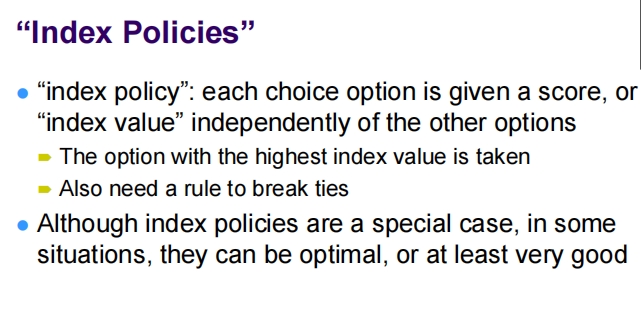 “Index Policies”
“index policy”: each choice option is given a score, or
“index value” independently of the other options
The option with the highest index value is taken
Also need a rule to break ties
Although index policies are a special case, in some
situations, they can be optimal, or at least very good